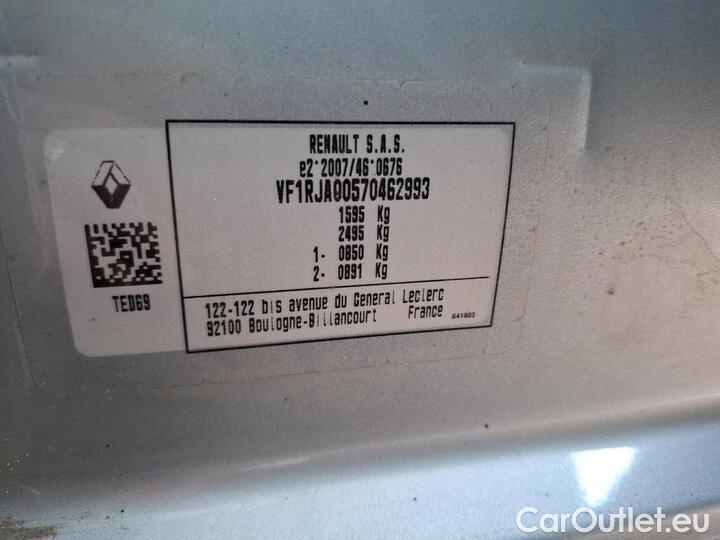 RENAULT S.A.S.
e2*2007/46*0676
VF1RJA00570462993
1595 Kg
2495 Kg
1- 0850 Kg
2- 0891 Kg
TED69
122-122 bis avenue du General Leclerc
92100 Boulogne-Billancourt France
641803
CarOutlet.eu